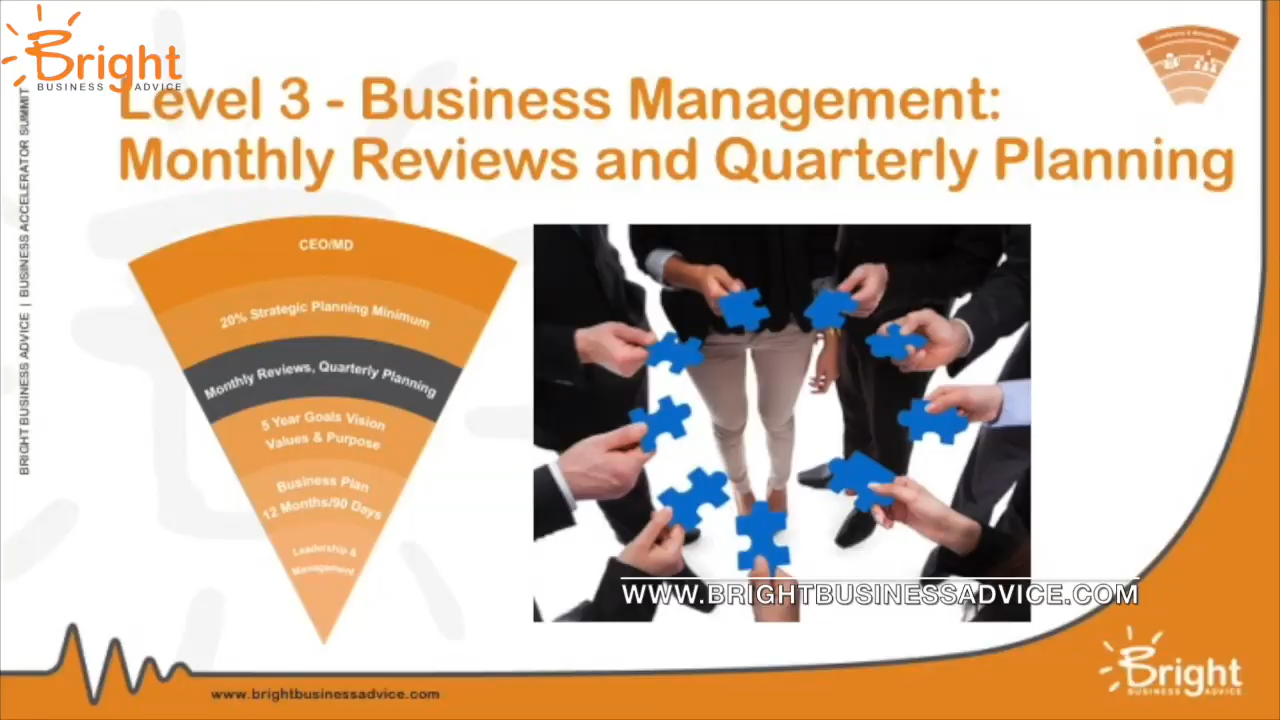 Bright
BUSINESS ADVICE
Level 3 - Business Management:
Monthly Reviews and Quarterly Planning
BRIGHT BUSINESS ADVICE | BUSINESS ACCELERATOR SUMMIT
CEO/MD
20% Strategic Planning Minimum
Monthly Reviews, Quarterly Planning
5 Year Goals Vision
Values & Purpose
Business Plan
12 Months/90 Days
Leadership &
Management
WWW.BRIGHTBUSINESSADVICE.COM
www.brightbusinessadvice.com
Bright
BUSINESS ADVICE